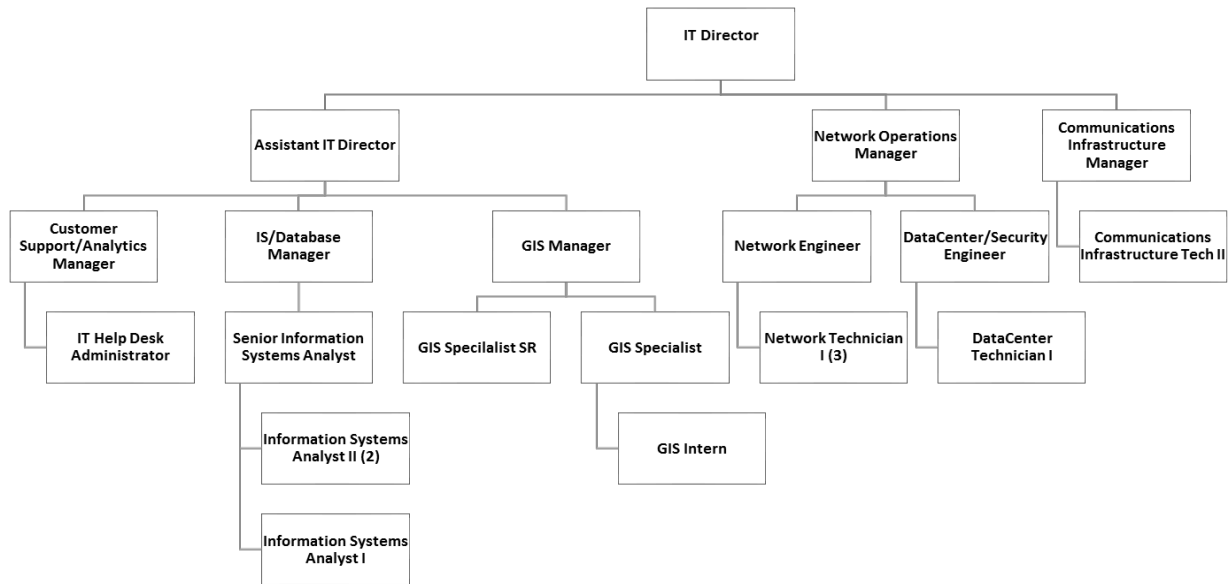 IT Director
Assistant IT Director
Network Operations
Manager
Communications
Infrastructure
Manager
Customer
Support/Analytics
Manager
IS/Database
Manager
GIS Manager
Network Engineer
DataCenter/Security
Engineer
Communications
Infrastructure Tech II
IT Help Desk
Administrator
Senior Information
Systems Analyst
GIS Specilalist SR
GIS Specialist
Network Technician
I (3)
DataCenter
Technician I
Information Systems
Analyst II (2)
GIS Intern
Information Systems
Analyst I